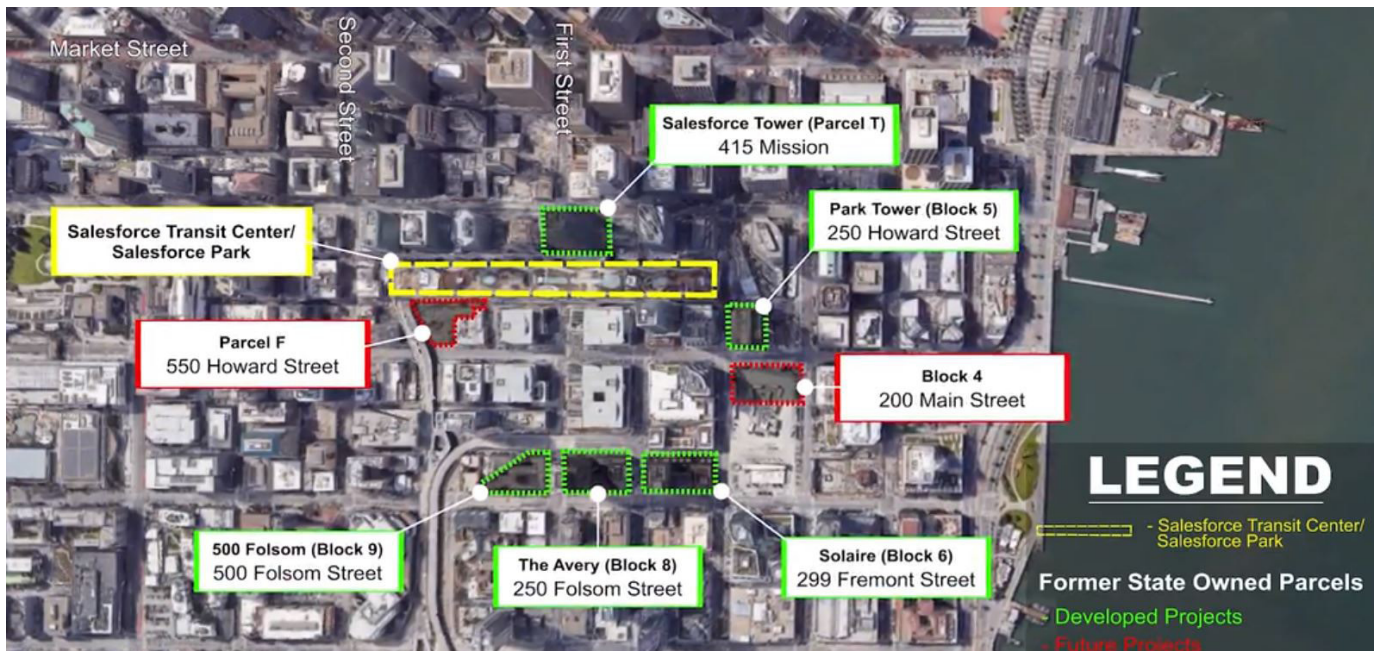 Market Street
Second Street
First Street
Salesforce Tower (Parcel T)
415 Mission
Park Tower (Block 5)
250 Howard Street
Salesforce Transit Center/
Salesforce Park
Parcel F
550 Howard Street
Block 4
200 Main Street
500 Folsom (Block 9)
500 Folsom Street
The Avery (Block 8)
250 Folsom Street
Solaire (Block 6)
299 Fremont Street
LEGEND
- Salesforce Transit Center/
Salesforce Park
Former State Owned Parcels
- Developed Projects
- Future Projects